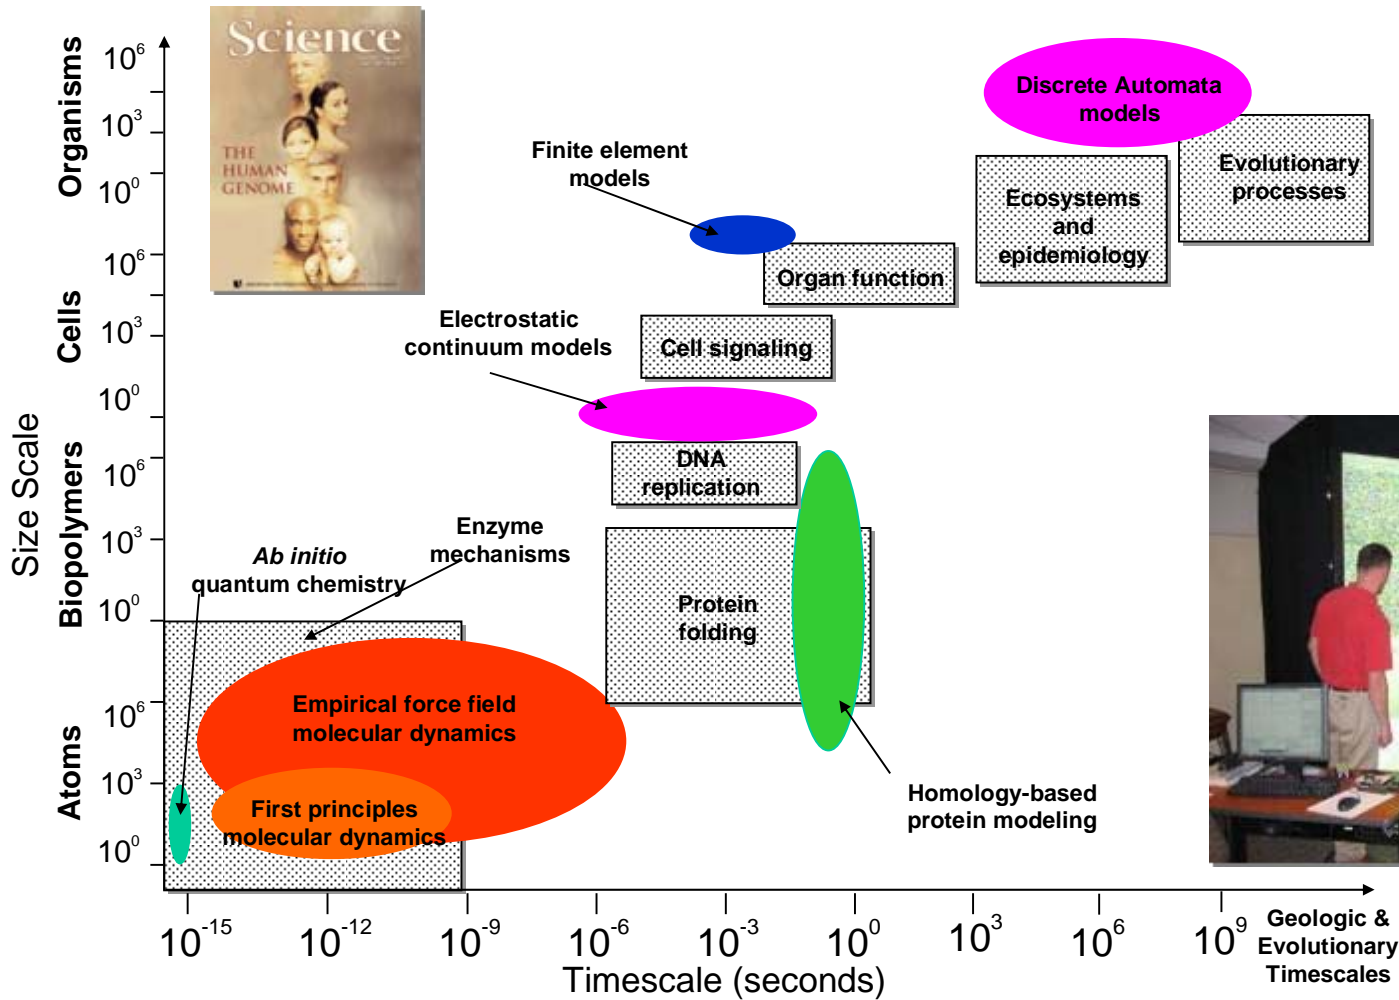 Science
THE
HUMAN
GENOME
Organisms
10^6
10^3
10^0
Cells
10^6
10^3
10^0
Size Scale
Biopolymers
10^6
10^3
10^0
Atoms
10^6
10^3
10^0
Discrete Automata
models
Evolutionary
processes
Ecosystems
and
epidemiology
Finite element
models
Organ function
Electrostatic
continuum models
Cell signaling
DNA
replication
Enzyme
mechanisms
Ab initio
quantum chemistry
Protein
folding
Empirical force field
molecular dynamics
First principles
molecular dynamics
Homology-based
protein modeling
10^-15
10^-12
10^-9
10^-6
10^-3
10^0
10^3
10^6
10^9
Geologic &
Evolutionary
Timescales
Timescale (seconds)